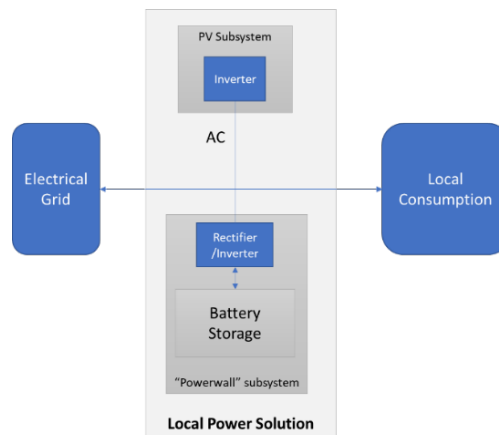 PV Subsystem
Inverter
AC
Electrical
Grid
Local
Consumption
Rectifier
/Inverter
Battery
Storage
“Powerwall” subsystem
Local Power Solution